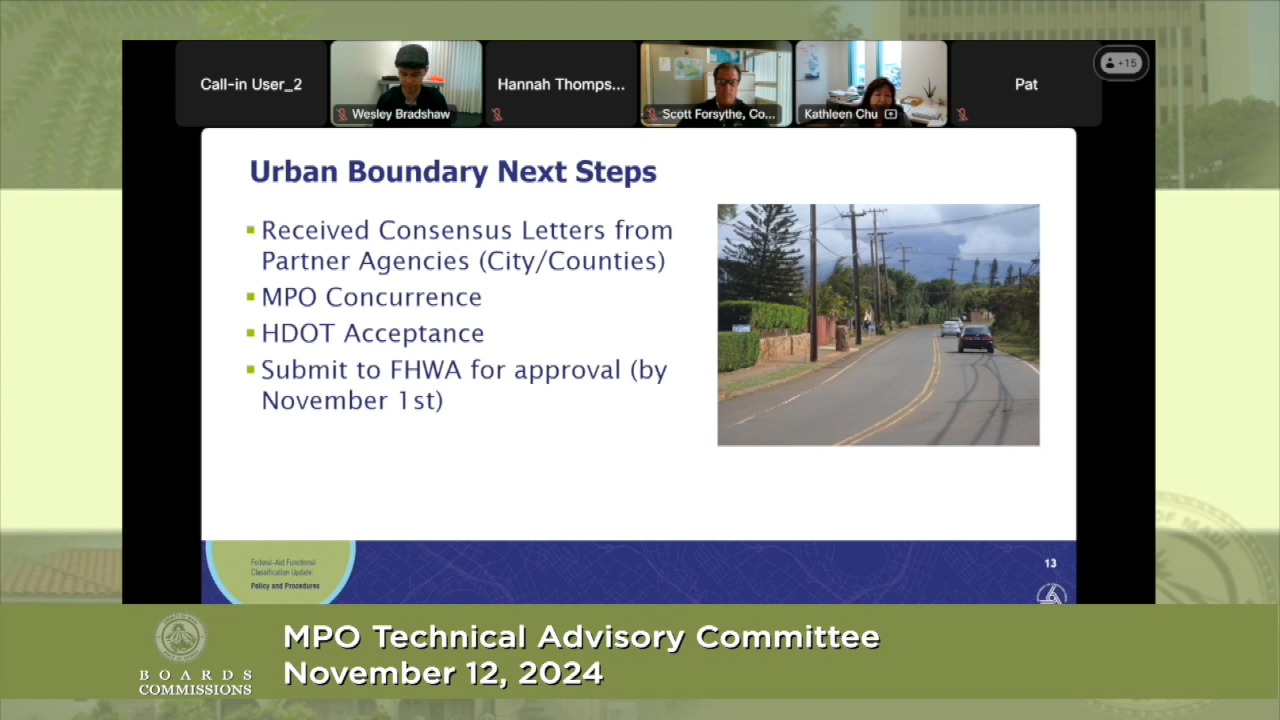 Call-in User_2
Wesley Bradshaw
Hannah Thomps...
Scott Forsythe, Co...
Kathleen Chu
Pat
+15
Urban Boundary Next Steps
Received Consensus Letters from
Partner Agencies (City/Counties)
MPO Concurrence
HDOT Acceptance
Submit to FHWA for approval (by
November 1st)
Federal-Aid Functional
Classification Update:
Policy and Procedures
13
BOARDS
COMMISSIONS
MPO Technical Advisory Committee
November 12, 2024